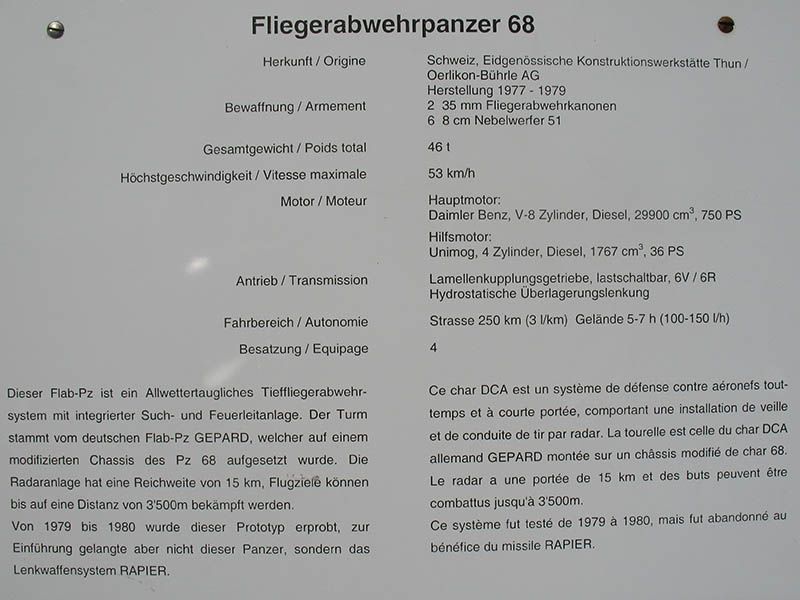 Fliegerabwehrpanzer 68
Herkunft / Origine Schweiz, Eidgenössische Konstruktionswerkstätte Thun /
Oerlikon-Bührle AG
Herstellung 1977 - 1979
Bewaffnung / Armement 2 35 mm Fliegerabwehrkanonen
6 8 cm Nebelwerfer 51
Gesamtgewicht / Poids total 46 t
Höchstgeschwindigkeit / Vitesse maximale 53 km/h
Motor / Moteur Hauptmotor:
Daimler Benz, V-8 Zylinder, Diesel, 29900 cm³, 750 PS
Hilfsmotor:
Unimog, 4 Zylinder, Diesel, 1767 cm³, 36 PS
Antrieb / Transmission Lamellenkupplungsgetriebe, lastschaltbar, 6V / 6R
Hydrostatische Überlagerungslenkung
Fahrbereich / Autonomie Strasse 250 km (3 l/km) Gelände 5-7 h (100-150 l/h)
Besatzung / Equipage 4
Dieser Flab-Pz ist ein Allwettertaugliches Tieffliegerabwehr-
system mit integrierter Such- und Feuerleitanlage. Der Turm
stammt vom deutschen Flab-Pz GEPARD, welcher auf einem
modifizierten Chassis des Pz 68 aufgesetzt wurde. Die
Radaranlage hat eine Reichweite von 15 km, Flugziele können
bis auf eine Distanz von 3'500m bekämpft werden.
Von 1979 bis 1980 wurde dieser Prototyp erprobt, zur
Einführung gelangte aber nicht dieser Panzer, sondern das
Lenkwaffensystem RAPIER.
Ce char DCA est un système de défense contre aéronefs tout-
temps et à courte portée, comportant une installation de veille
et de conduite de tir par radar. La tourelle est celle du char DCA
allemand GEPARD montée sur un châssis modifié de char 68.
Le radar a une portée de 15 km et des buts peuvent être
combattus jusqu'à 3'500m.
Ce système fut testé de 1979 à 1980, mais fut abandonné au
bénéfice du missile RAPIER.